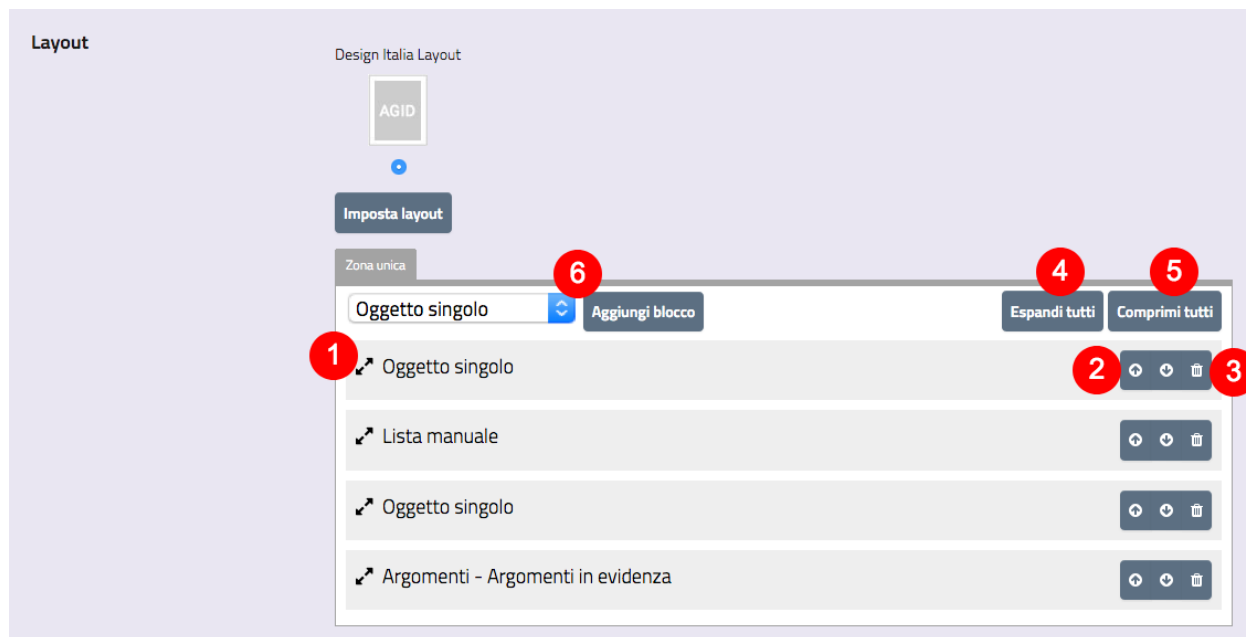 Layout
Design Italia Layout
AGID
Imposta layout
Zona unica
6
4
5
Oggetto singolo
Aggiungi blocco
Espandi tutti
Comprimi tutti
1
Oggetto singolo
2
3
Lista manuale
Oggetto singolo
Argomenti - Argomenti in evidenza